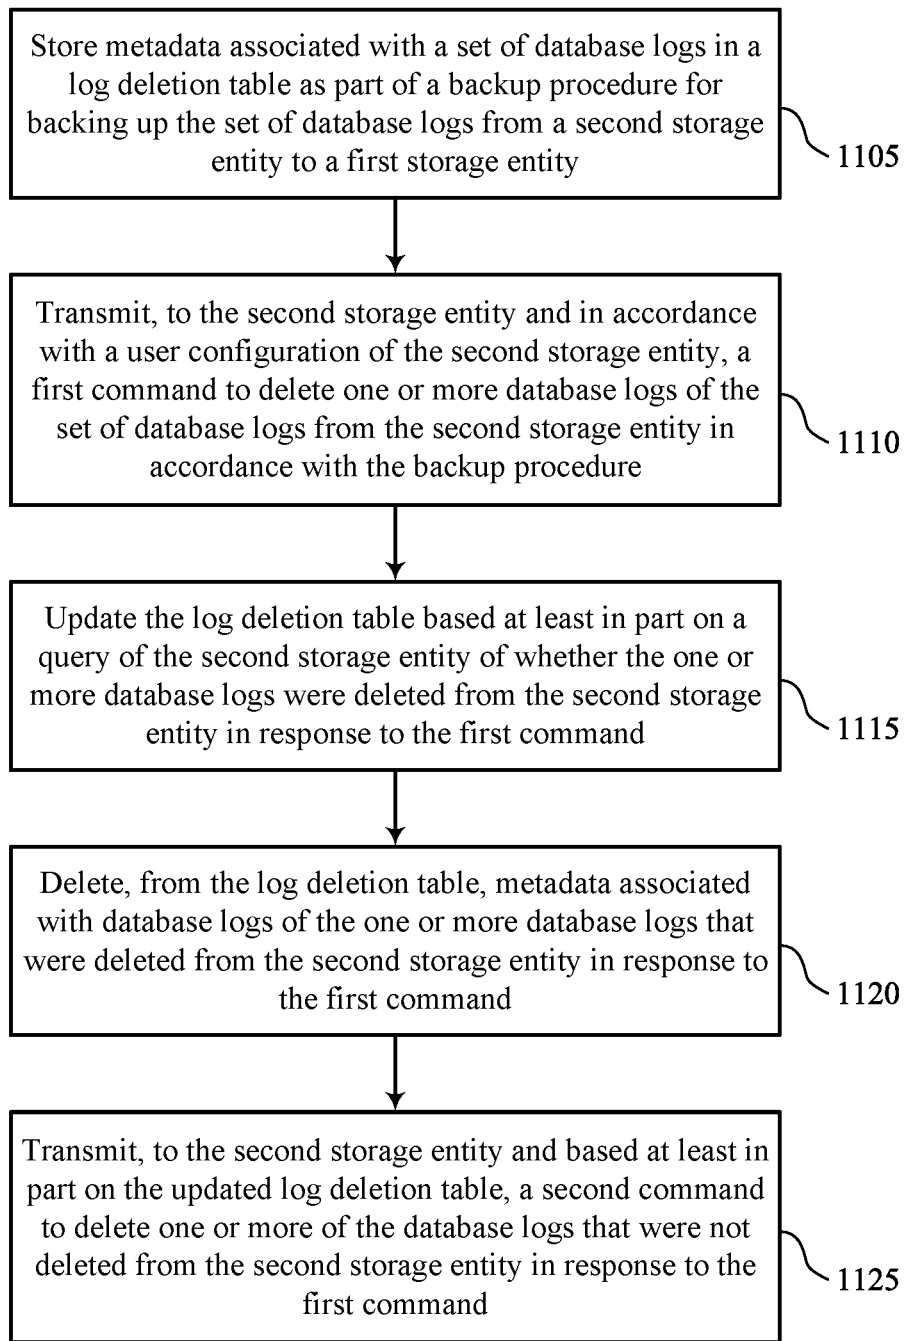 Store metadata associated with a set of database logs in a
log deletion table as part of a backup procedure for
backing up the set of database logs from a second storage
entity to a first storage entity
1105
Transmit, to the second storage entity and in accordance
with a user configuration of the second storage entity, a
first command to delete one or more database logs of the
set of database logs from the second storage entity in
accordance with the backup procedure
1110
Update the log deletion table based at least in part on a
query of the second storage entity of whether the one or
more database logs were deleted from the second storage
entity in response to the first command
1115
Delete, from the log deletion table, metadata associated
with database logs of the one or more database logs that
were deleted from the second storage entity in response to
the first command
1120
Transmit, to the second storage entity and based at least in
part on the updated log deletion table, a second command
to delete one or more of the database logs that were not
deleted from the second storage entity in response to the
first command
1125